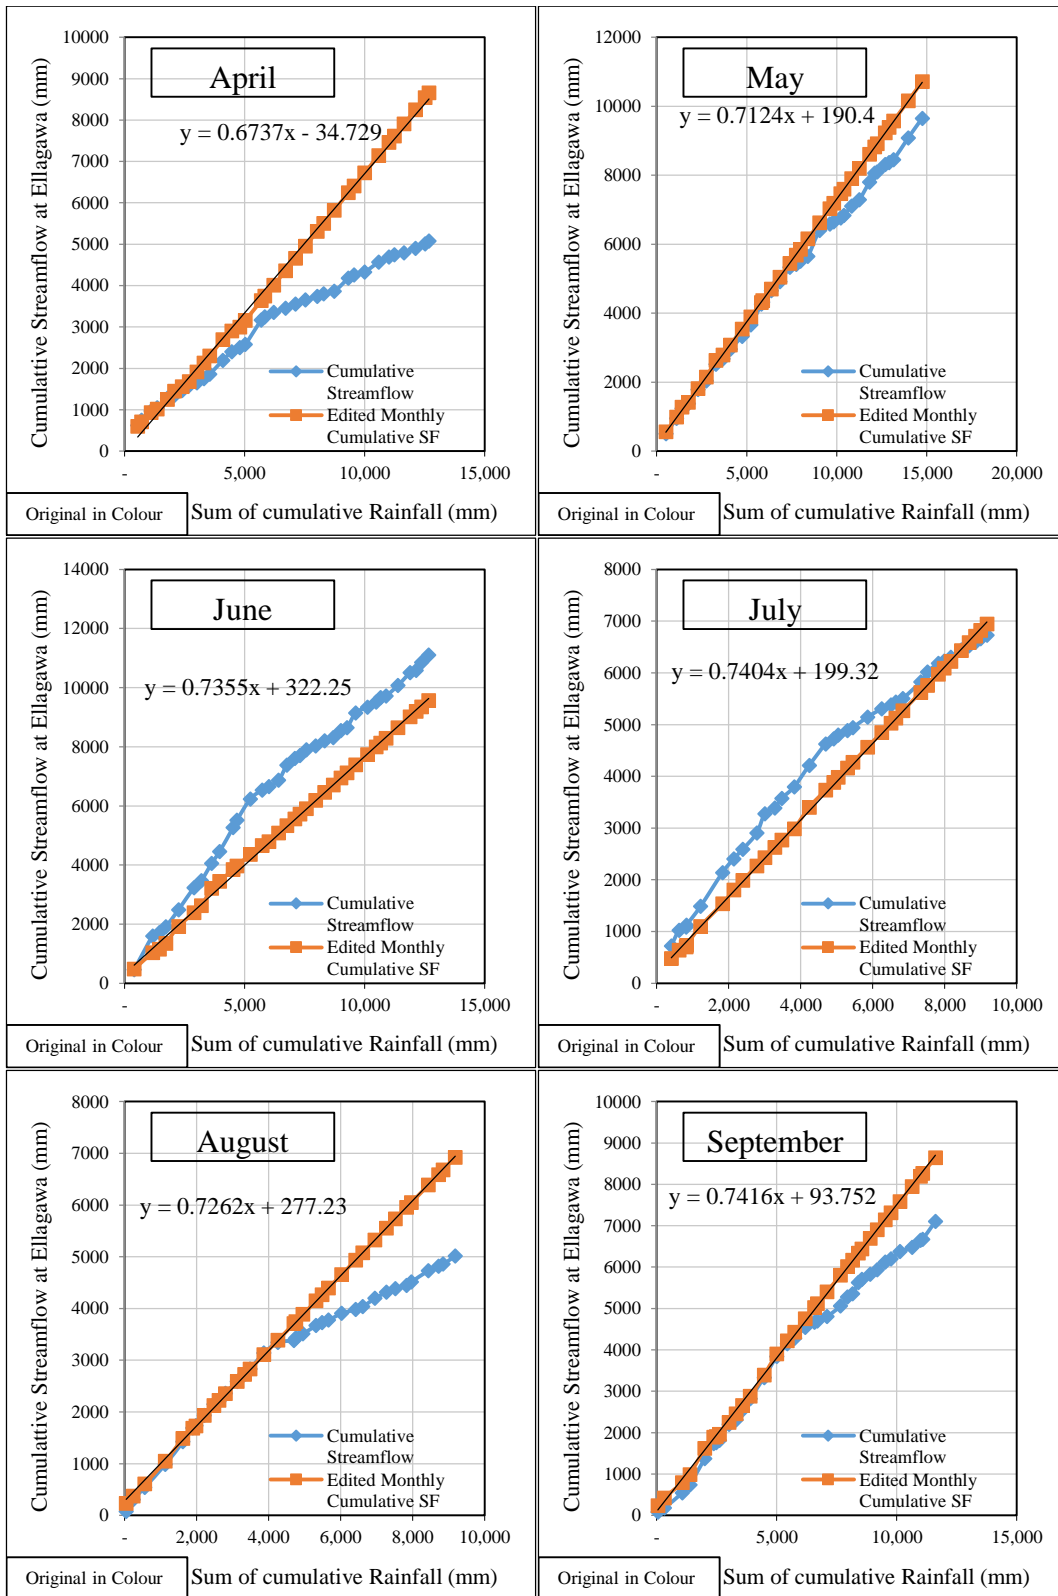 April
y = 0.6737x - 34.729
Cumulative Streamflow at Ellagawa (mm)
10000
9000
8000
7000
6000
5000
4000
3000
2000
1000
0
Cumulative
Streamflow
Edited Monthly
Cumulative SF
-
5,000
10,000
15,000
Original in Colour
Sum of cumulative Rainfall (mm)
May
y = 0.7124x + 190.4
Cumulative Streamflow at Ellagawa (mm)
12000
10000
8000
6000
4000
2000
0
Cumulative
Streamflow
Edited Monthly
Cumulative SF
-
5,000
10,000
15,000
20,000
Original in Colour
Sum of cumulative Rainfall (mm)
June
y = 0.7355x + 322.25
Cumulative Streamflow at Ellagawa (mm)
14000
12000
10000
8000
6000
4000
2000
0
Cumulative
Streamflow
Edited Monthly
Cumulative SF
-
5,000
10,000
15,000
Original in Colour
Sum of cumulative Rainfall (mm)
July
y = 0.7404x + 199.32
Cumulative Streamflow at Ellagawa (mm)
8000
7000
6000
5000
4000
3000
2000
1000
0
Cumulative
Streamflow
Edited Monthly
Cumulative SF
-
2,000
4,000
6,000
8,000
10,000
Original in Colour
Sum of cumulative Rainfall (mm)
August
y = 0.7262x + 277.23
Cumulative Streamflow at Ellagawa (mm)
8000
7000
6000
5000
4000
3000
2000
1000
0
Cumulative
Streamflow
Edited Monthly
Cumulative SF
-
2,000
4,000
6,000
8,000
10,000
Original in Colour
Sum of cumulative Rainfall (mm)
September
y = 0.7416x + 93.752
Cumulative Streamflow at Ellagawa (mm)
10000
9000
8000
7000
6000
5000
4000
3000
2000
1000
0
Cumulative
Streamflow
Edited Monthly
Cumulative SF
-
5,000
10,000
15,000
Original in Colour
Sum of cumulative Rainfall (mm)